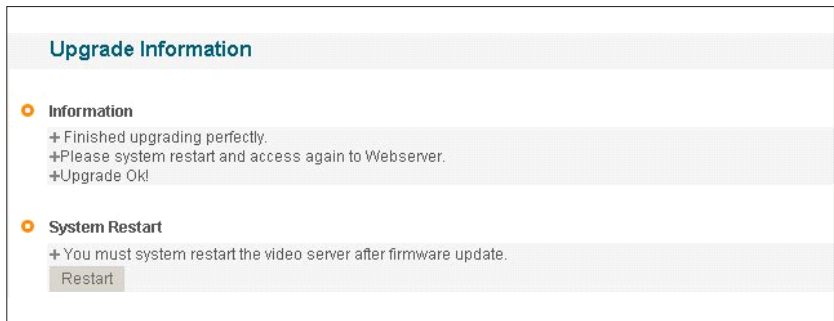 Upgrade Information
Information
+ Finished upgrading perfectly.
+Please system restart and access again to Webserver.
+Upgrade Ok!
System Restart
+ You must system restart the video server after firmware update.
Restart